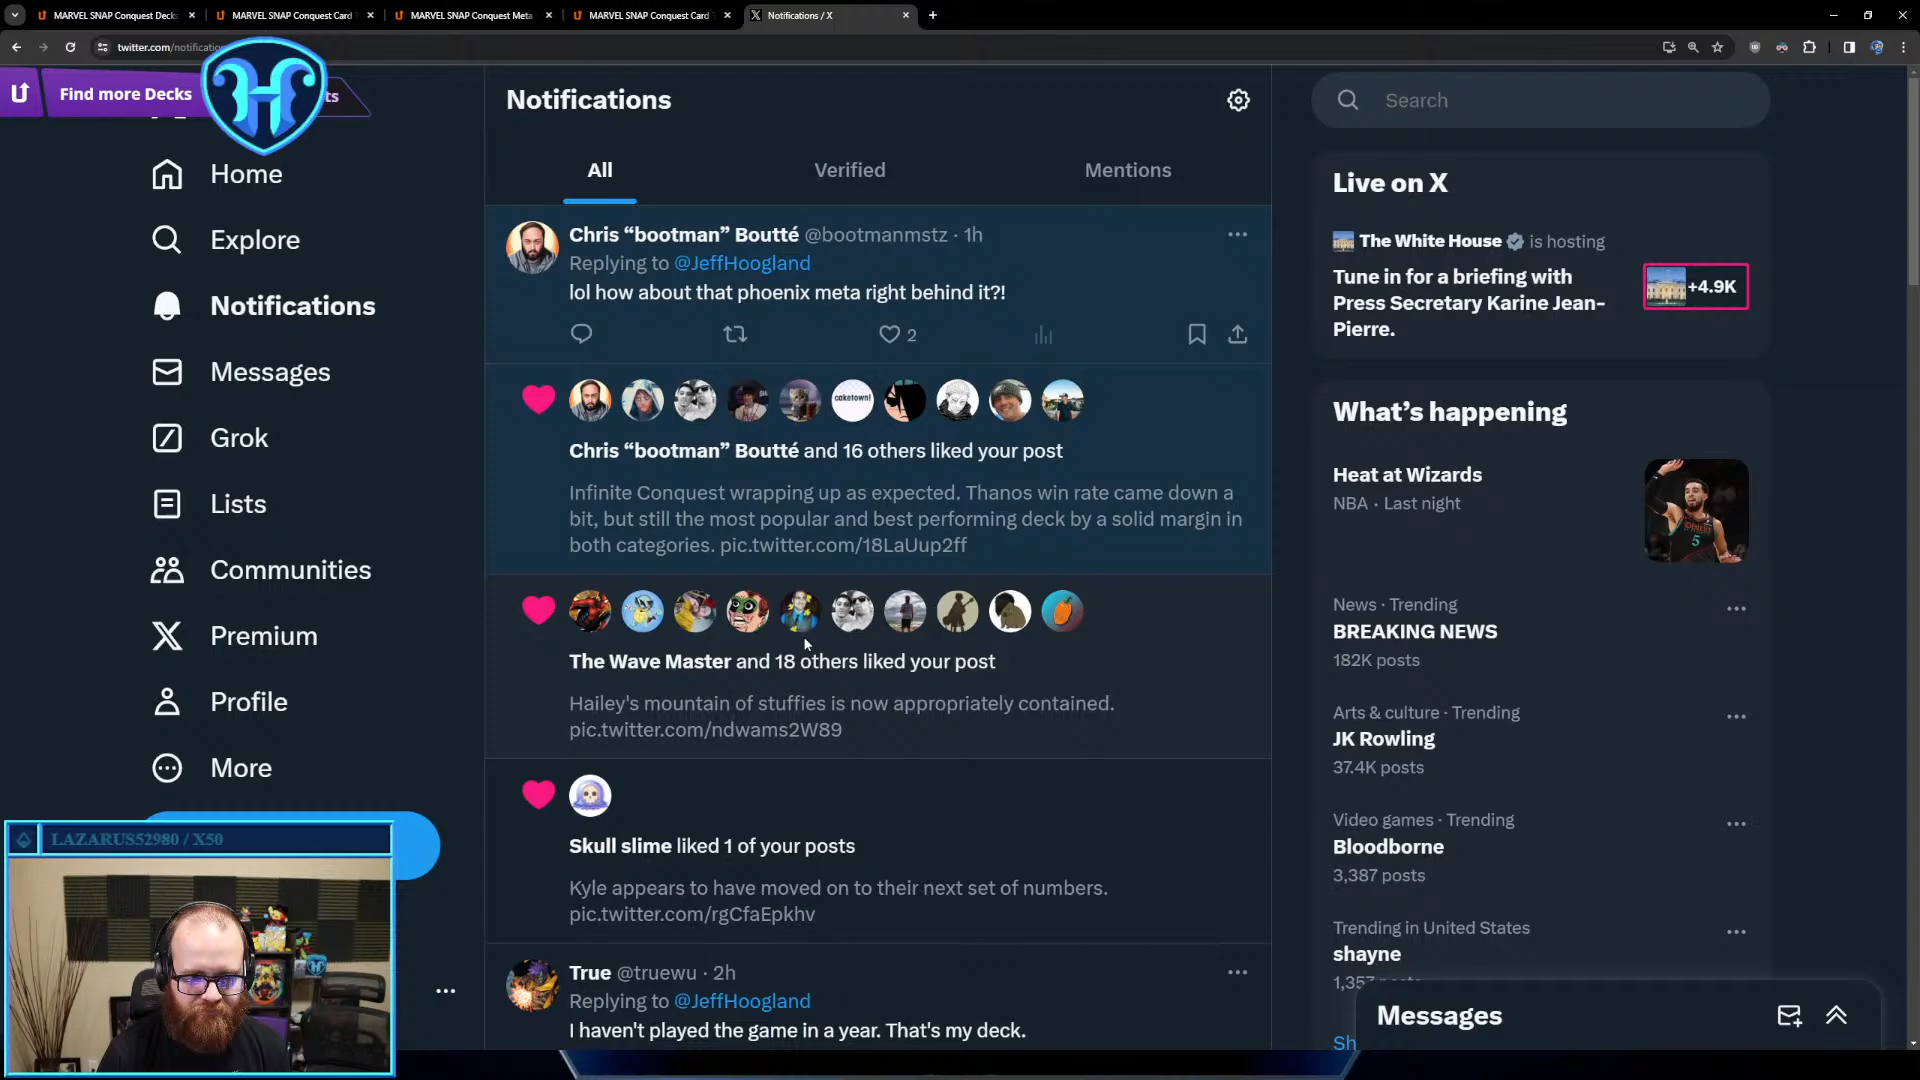 MARVEL SNAP Conquest Decks
MARVEL SNAP Conquest Card
MARVEL SNAP Conquest Meta
MARVEL SNAP Conquest Card
Notifications / X
twitter.com/notificatio
Find more Decks
ts
Home
Explore
Notifications
Messages
Grok
Lists
Communities
Premium
Profile
More
LAZARUS52980 / X50
Notifications
All
Verified
Mentions
Chris “bootman” Boutté @bootmanmstz · 1h
Replying to @JeffHoogland
lol how about that phoenix meta right behind it?!
2
caketown!
Chris “bootman” Boutté and 16 others liked your post
Infinite Conquest wrapping up as expected. Thanos win rate came down a
bit, but still the most popular and best performing deck by a solid margin in
both categories. pic.twitter.com/18LaUup2ff
The Wave Master and 18 others liked your post
Hailey's mountain of stuffies is now appropriately contained.
pic.twitter.com/ndwams2W89
Skull slime liked 1 of your posts
Kyle appears to have moved on to their next set of numbers.
pic.twitter.com/rgCfaEpkhv
True @truewu · 2h
Replying to @JeffHoogland
I haven't played the game in a year. That's my deck.
Search
Live on X
The White House is hosting
Tune in for a briefing with
Press Secretary Karine Jean-
Pierre.
+4.9K
What’s happening
Heat at Wizards
NBA · Last night
News · Trending
BREAKING NEWS
182K posts
Arts & culture · Trending
JK Rowling
37.4K posts
Video games · Trending
Bloodborne
3,387 posts
Trending in United States
shayne
1,357
Sh
Messages